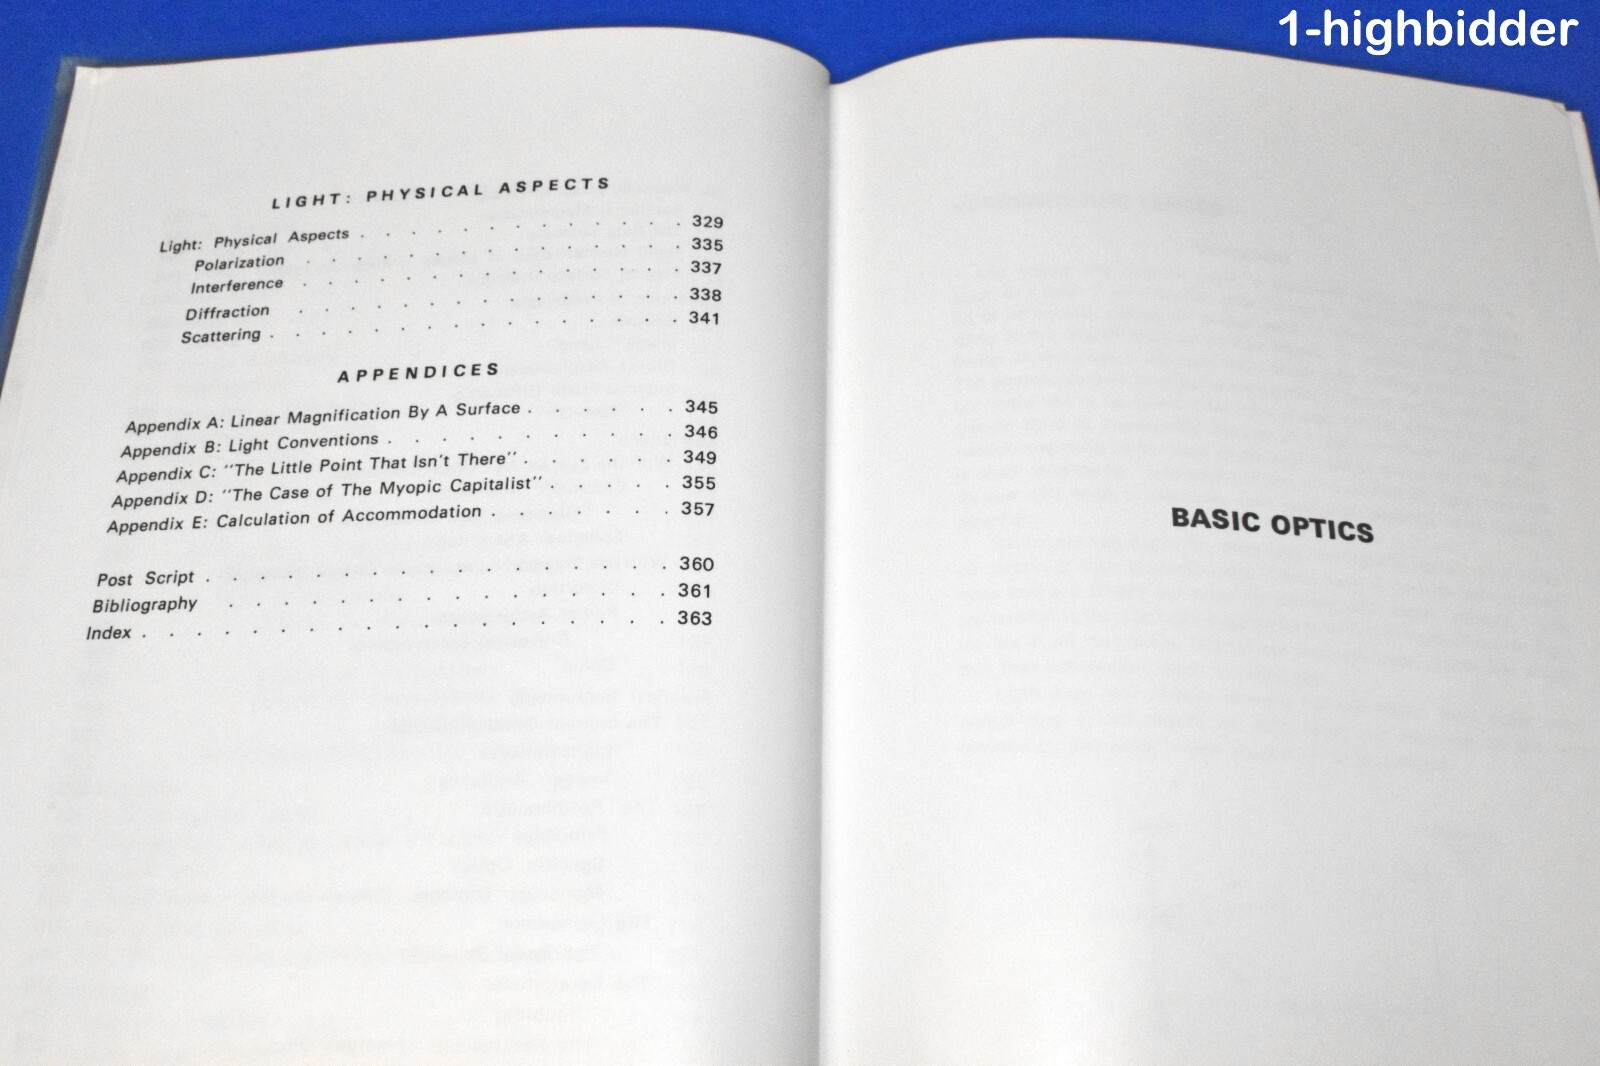 1-highbidder
LIGHT: PHYSICAL ASPECTS
Light: Physical Aspects . . . . . . . . . . . . . 329
Polarization . . . . . . . . . . . . . . . 335
Interference . . . . . . . . . . . . . . . 337
Diffraction . . . . . . . . . . . . . . . 338
Scattering . . . . . . . . . . . . . . . . . 341
APPENDICES
Appendix A: Linear Magnification By A Surface . . . . . . 345
Appendix B: Light Conventions . . . . . . . . . . . 346
Appendix C: "The Little Point That Isn't There" . . . . . . 349
Appendix D: "The Case of The Myopic Capitalist" . . . . . 355
Appendix E: Calculation of Accommodation . . . . . . . 357
Post Script . . . . . . . . . . . . . . . . . 360
Bibliography . . . . . . . . . . . . . . . . 361
Index . . . . . . . . . . . . . . . . . . . 363
BASIC OPTICS